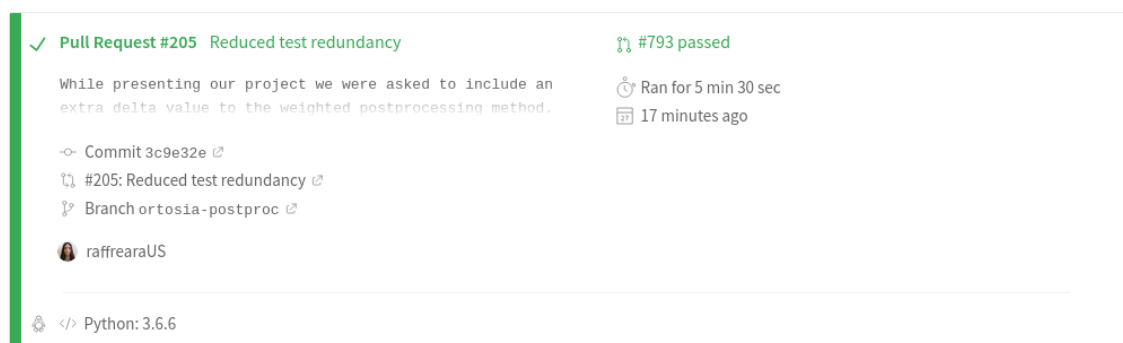 Pull Request #205 Reduced test redundancy
#793 passed
While presenting our project we were asked to include an
extra delta value to the weighted postprocessing method.
Ran for 5 min 30 sec
27
17 minutes ago
Commit 3c9e32e
#205: Reduced test redundancy
Branch ortosia-postproc
raffrearaUS
</> Python: 3.6.6